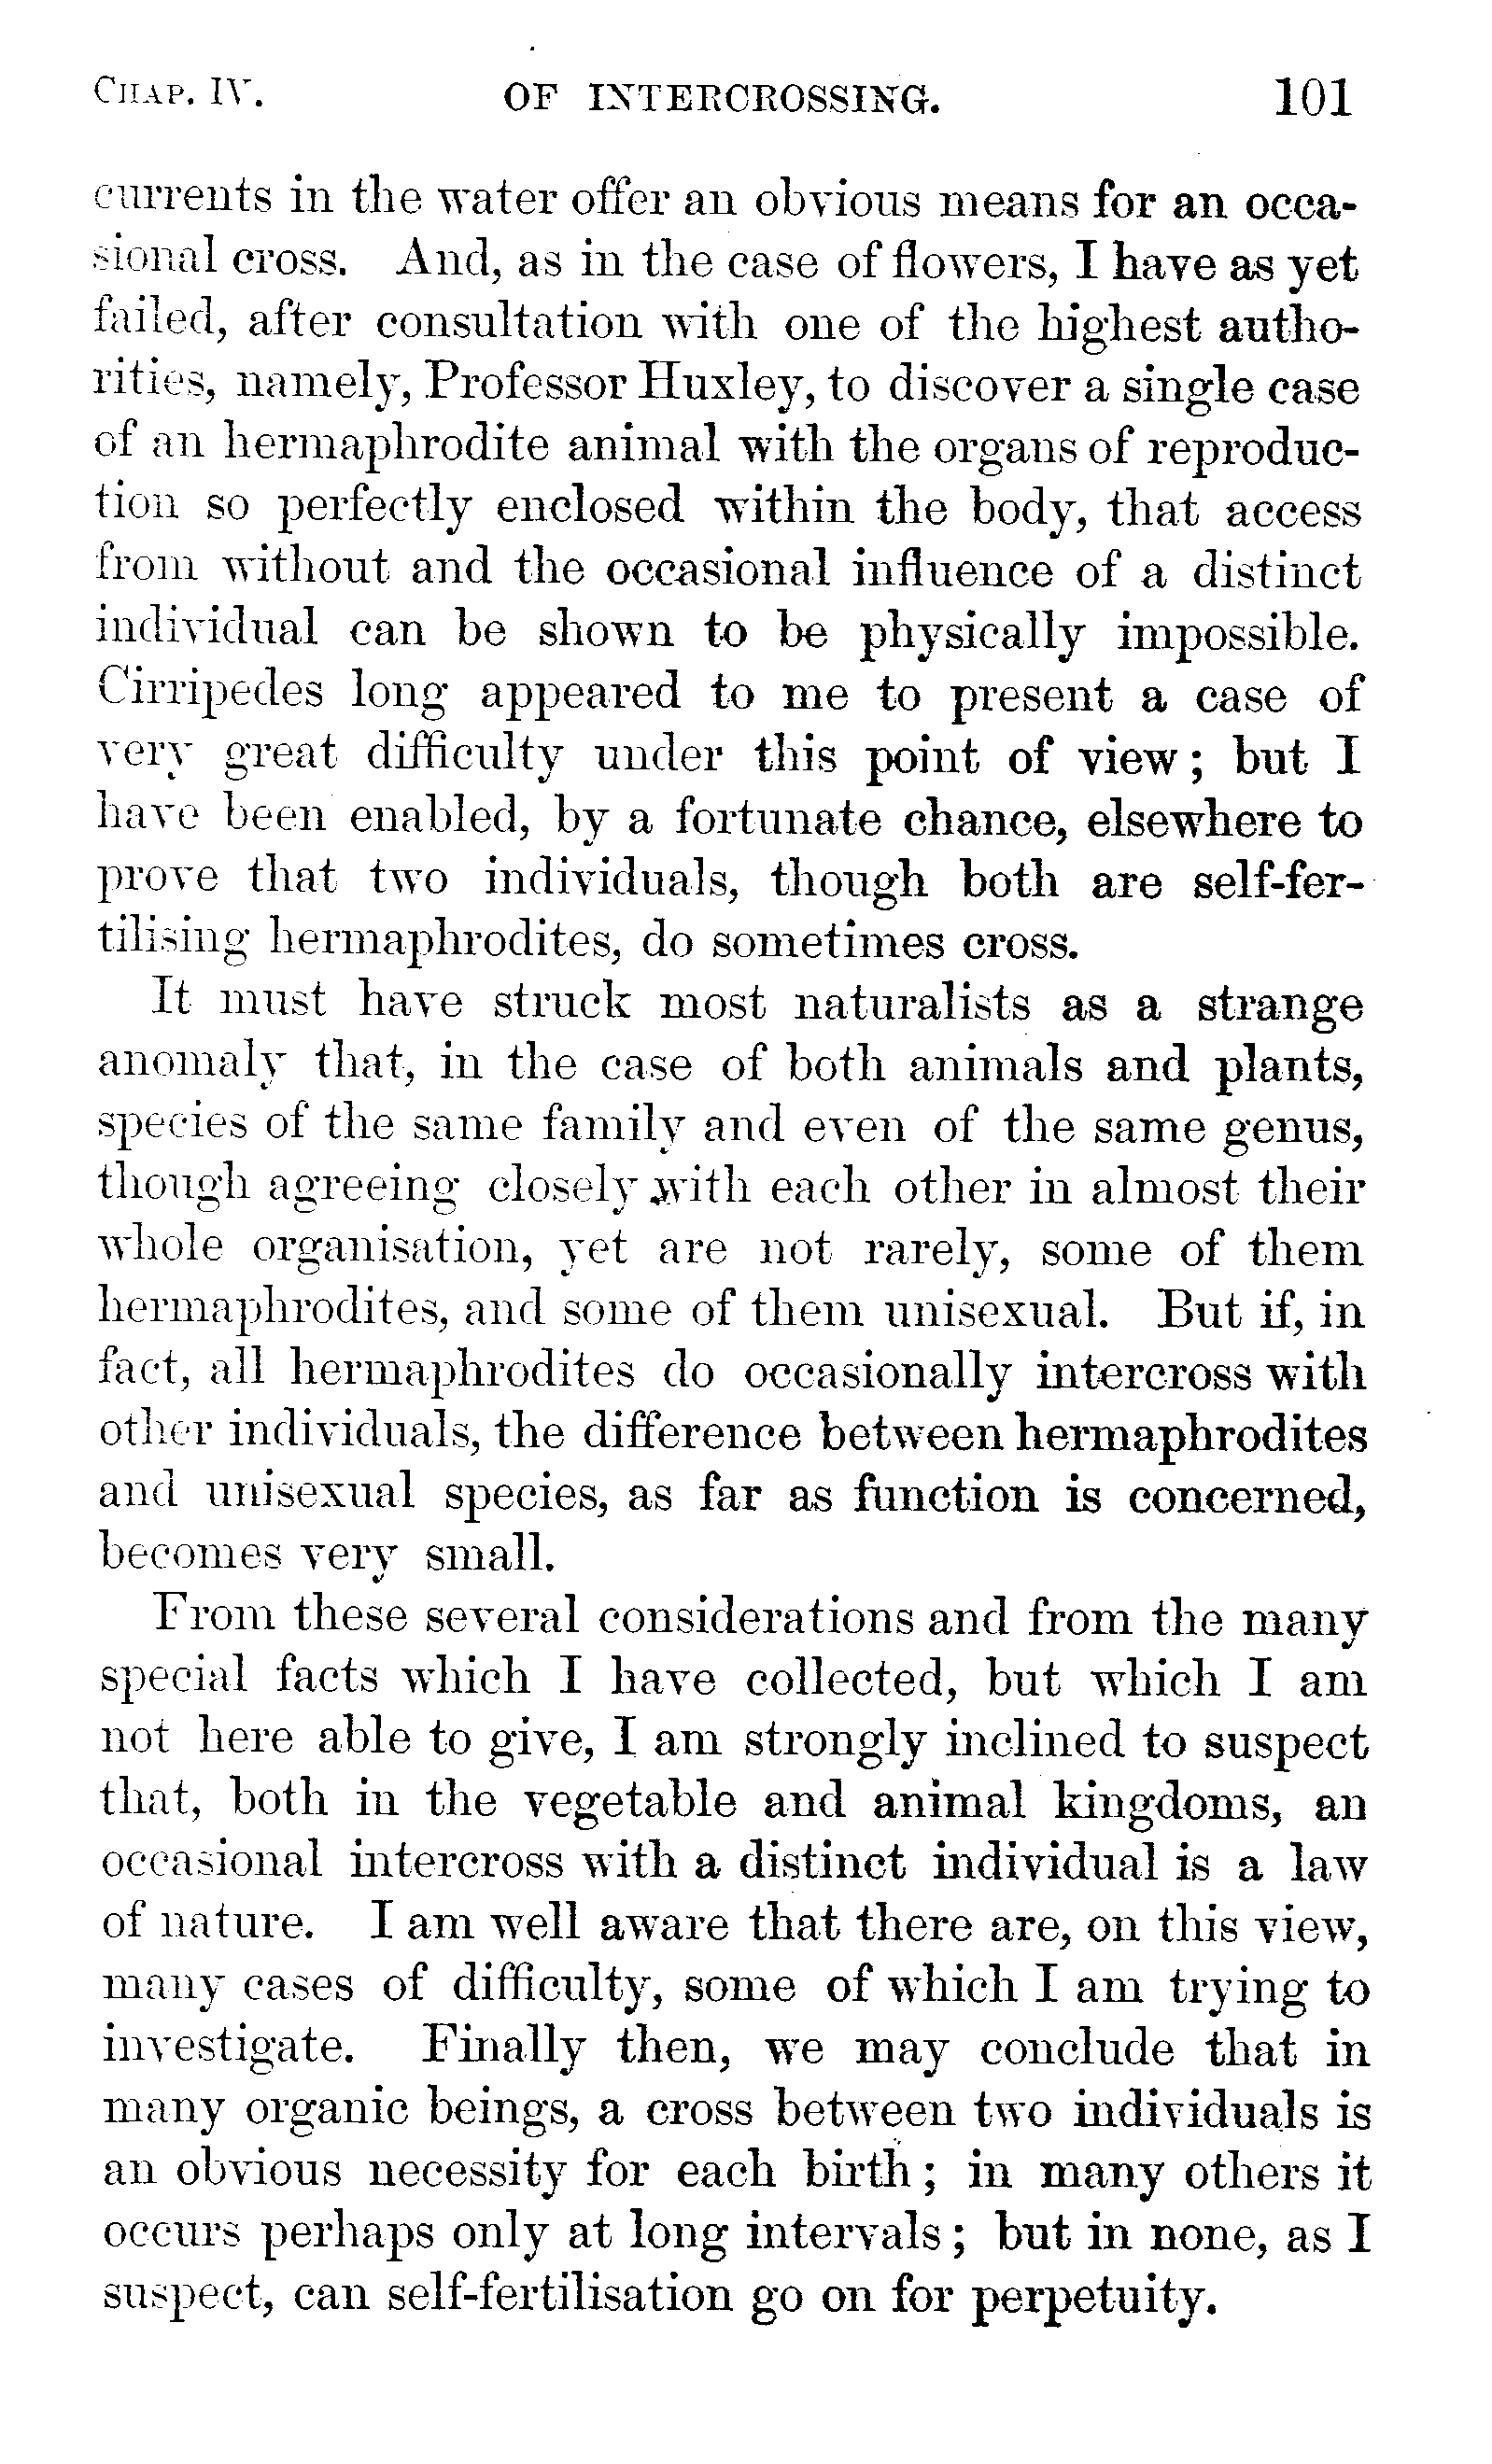 CHAP. IV. OF INTERCROSSING. 101
currents in the water offer an obvious means for an occa-
sional cross. And, as in the case of flowers, I have as yet
failed, after consultation with one of the highest autho-
rities, namely, Professor Huxley, to discover a single case
of an hermaphrodite animal with the organs of reproduc-
tion so perfectly enclosed within the body, that access
from without and the occasional influence of a distinct
individual can be shown to be physically impossible.
Cirripedes long appeared to me to present a case of
very great difficulty under this point of view; but I
have been enabled, by a fortunate chance, elsewhere to
prove that two individuals, though both are self-fer-
tilising hermaphrodites, do sometimes cross.
It must have struck most naturalists as a strange
anomaly that, in the case of both animals and plants,
species of the same family and even of the same genus,
though agreeing closely with each other in almost their
whole organisation, yet are not rarely, some of them
hermaphrodites, and some of them unisexual. But if, in
fact, all hermaphrodites do occasionally intercross with
other individuals, the difference between hermaphrodites
and unisexual species, as far as function is concerned,
becomes very small.
From these several considerations and from the many
special facts which I have collected, but which I am
not here able to give, I am strongly inclined to suspect
that, both in the vegetable and animal kingdoms, an
occasional intercross with a distinct individual is a law
of nature. I am well aware that there are, on this view,
many cases of difficulty, some of which I am trying to
investigate. Finally then, we may conclude that in
many organic beings, a cross between two individuals is
an obvious necessity for each birth; in many others it
occurs perhaps only at long intervals; but in none, as I
suspect, can self-fertilisation go on for perpetuity.